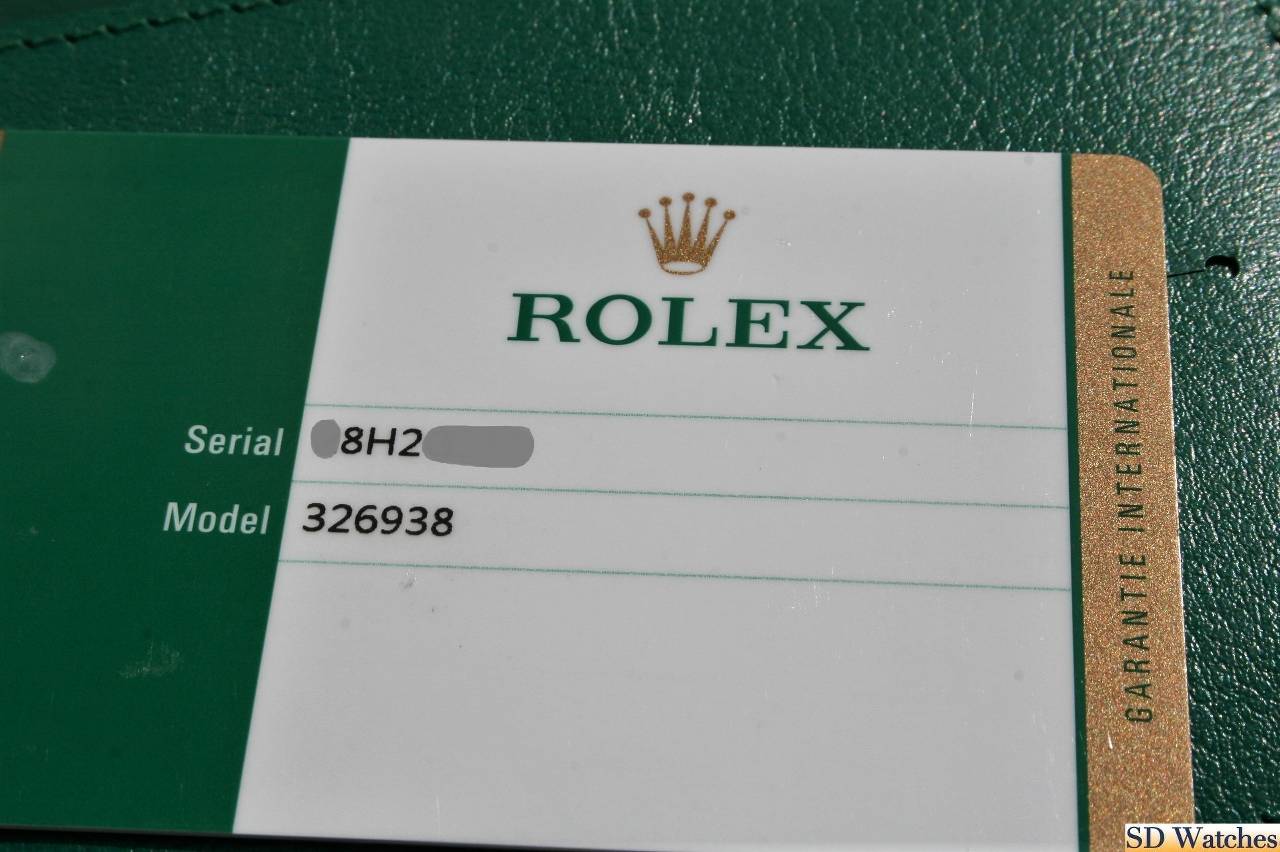 ROLEX
Serial 8H2
Model 326938
GARANTIE INTERNATIONALE
SD Watches